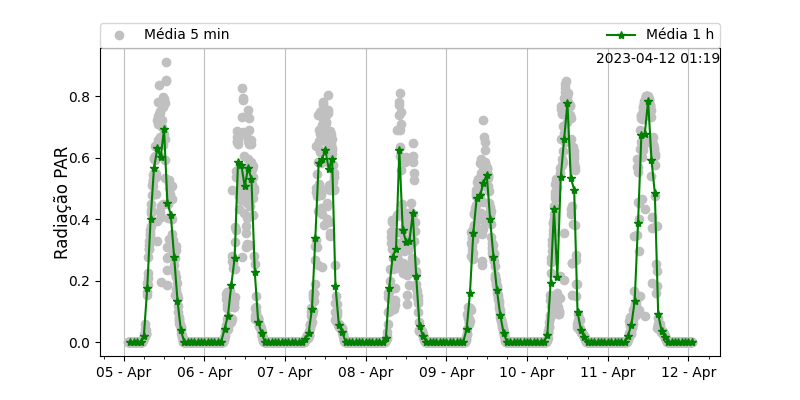 Média 5 min
Média 1 h
2023-04-12 01:19
Radiação PAR
0.8
0.6
0.4
0.2
0.0
05 - Apr
06 - Apr
07 - Apr
08 - Apr
09 - Apr
10 - Apr
11 - Apr
12 - Apr